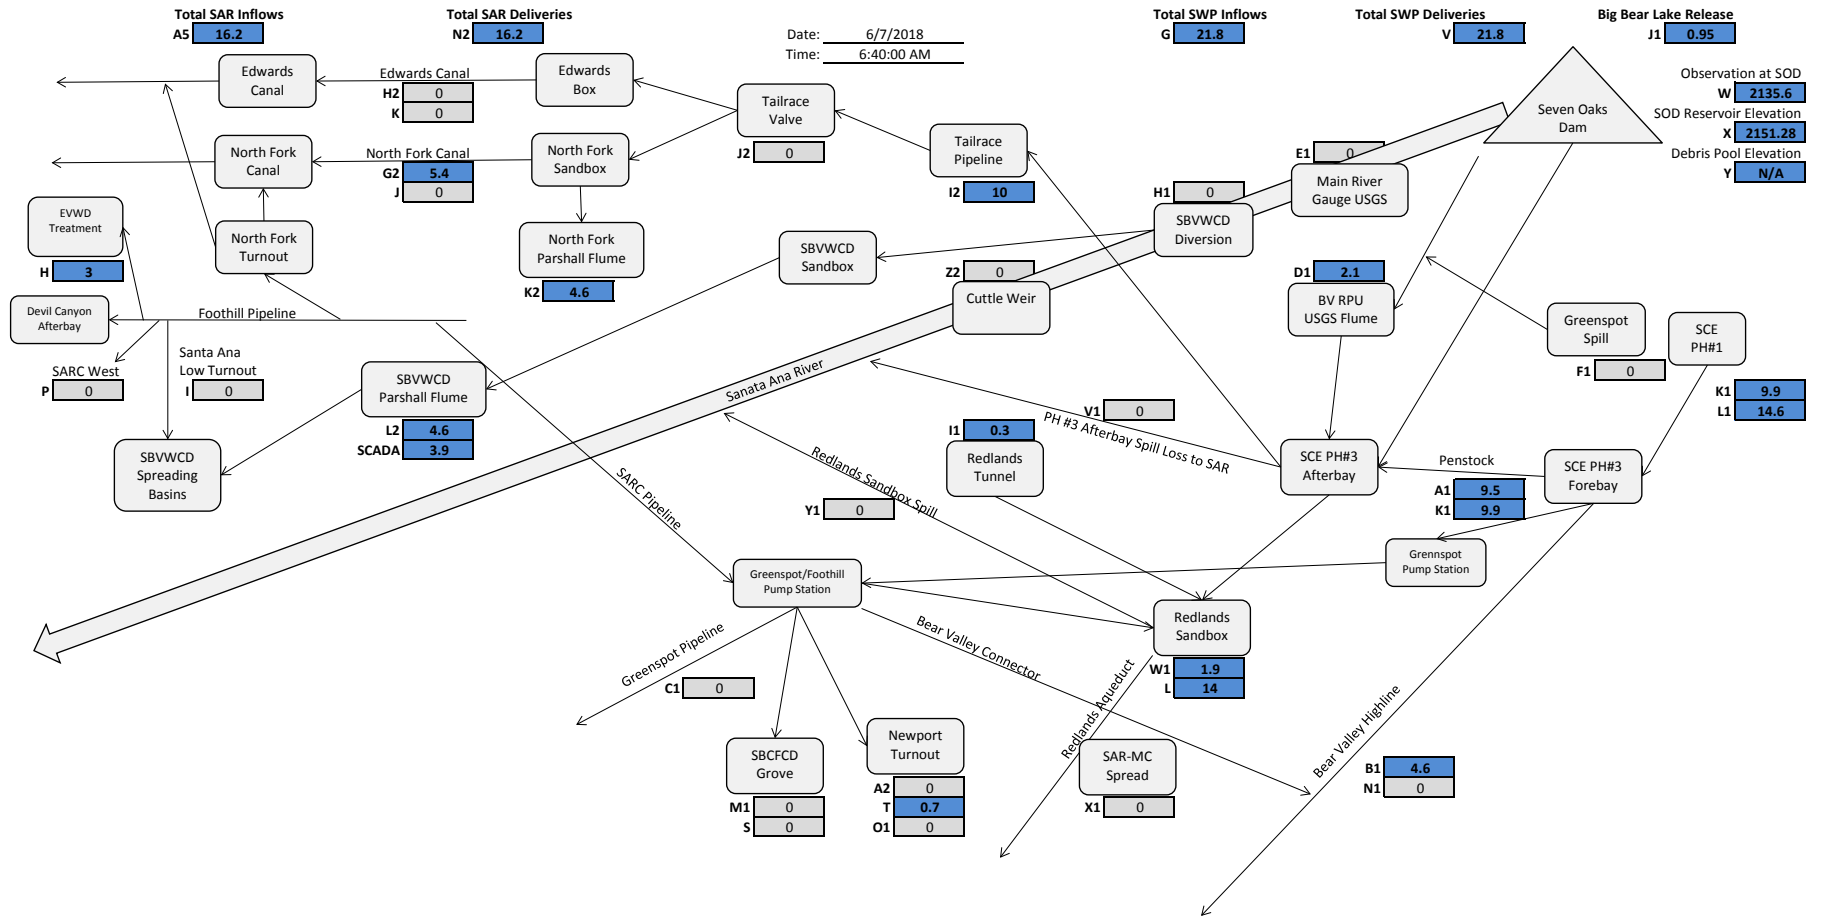 Total SAR Inflows
A5 16.2
Total SAR Deliveries
N2 16.2
Date: 6/7/2018
Time: 6:40:00 AM
Total SWP Inflows
G 21.8
Total SWP Deliveries
V 21.8
Big Bear Lake Release
J1 0.95
Observation at SOD
W 2135.6
SOD Reservoir Elevation
X 2151.28
Debris Pool Elevation
Y N/A
Edwards
Canal
Edwards Canal
H2 0
K 0
Edwards
Box
Tailrace
Valve
J2 0
Tailrace
Pipeline
I2 10
Seven Oaks
Dam
E1 0
Main River
Gauge USGS
H1 0
SBVWCD
Diversion
North Fork
Canal
North Fork Canal
G2 5.4
J 0
North Fork
Sandbox
EVWD
Treatment
H 3
North Fork
Turnout
North Fork
Parshall Flume
K2 4.6
SBVWCD
Sandbox
Z2 0
Cuttle Weir
D1 2.1
BV RPU
USGS Flume
Greenspot
Spill
F1 0
SCE
PH#1
K1 9.9
L1 14.6
Devil Canyon
Afterbay
Foothill Pipeline
SARC West
P 0
Santa Ana
Low Turnout
I 0
SBVWCD
Parshall Flume
L2 4.6
SCADA 3.9
Sanata Ana River
V1 0
PH #3 Afterbay Spill Loss to SAR
I1 0.3
Redlands
Tunnel
SCE PH#3
Afterbay
Penstock
A1 9.5
K1 9.9
SCE PH#3
Forebay
SBVWCD
Spreading
Basins
SARC Pipeline
Redlands Sandbox Spill
Y1 0
Grennspot
Pump Station
Greenspot/Foothill
Pump Station
Redlands
Sandbox
W1 1.9
L 14
Greenspot Pipeline
C1 0
Bear Valley Connector
Redlands Aqueduct
Bear Valley Highline
SBCFCD
Grove
M1 0
S 0
Newport
Turnout
A2 0
T 0.7
O1 0
SAR-MC
Spread
X1 0
B1 4.6
N1 0